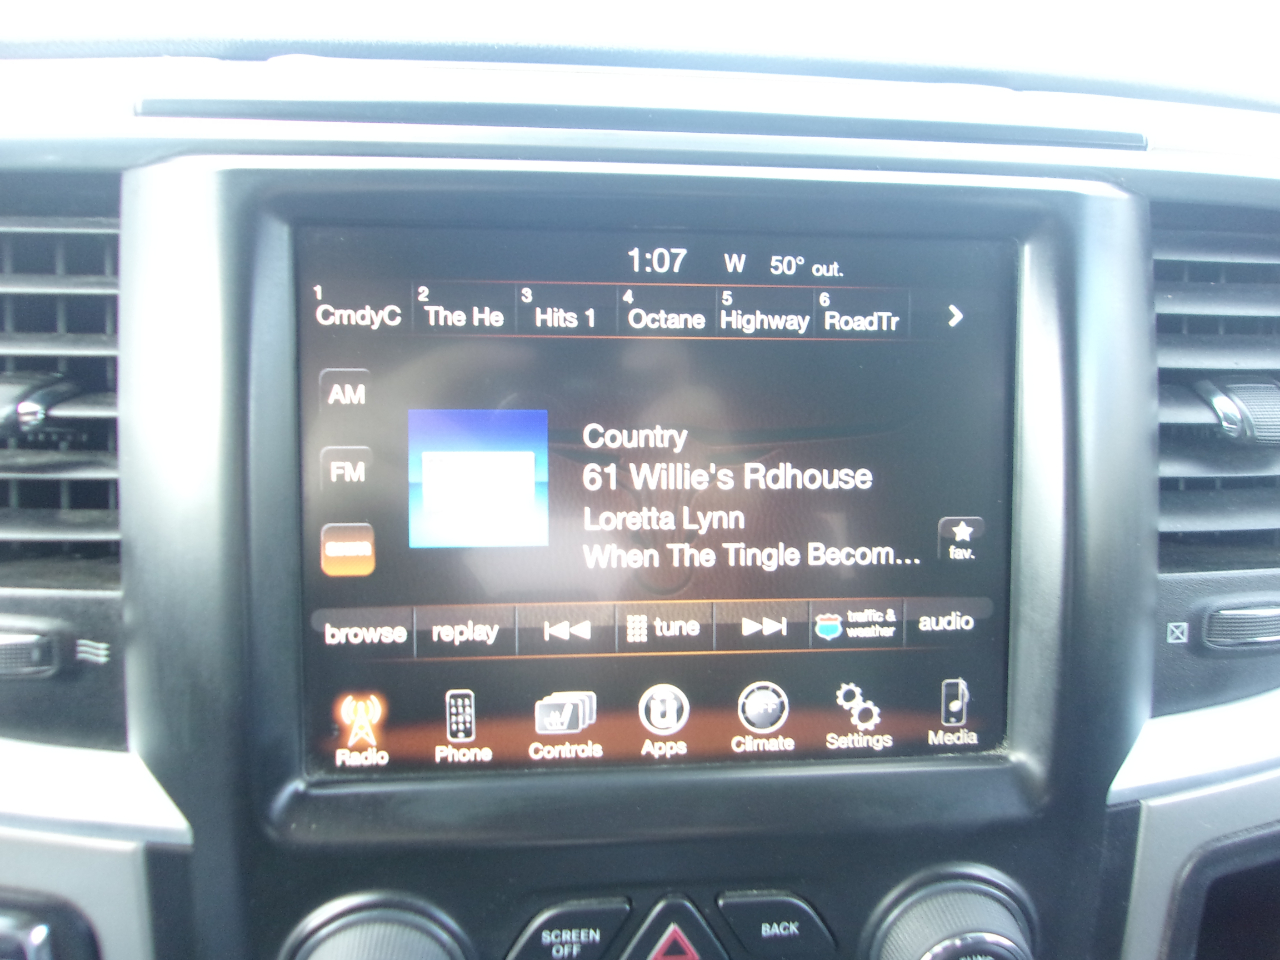 1:07 W 50° out.
1 CmdyC 2 The He 3 Hits 1 4 Octane 5 Highway 6 RoadTr
AM
Country
61 Willie's Rdhouse
FM
Loretta Lynn
When The Tingle Becom...
fav.
browse replay tune traffic & weather audio
Radio Phone Controls Apps OFF Climate Settings Media
SCREEN OFF
BACK